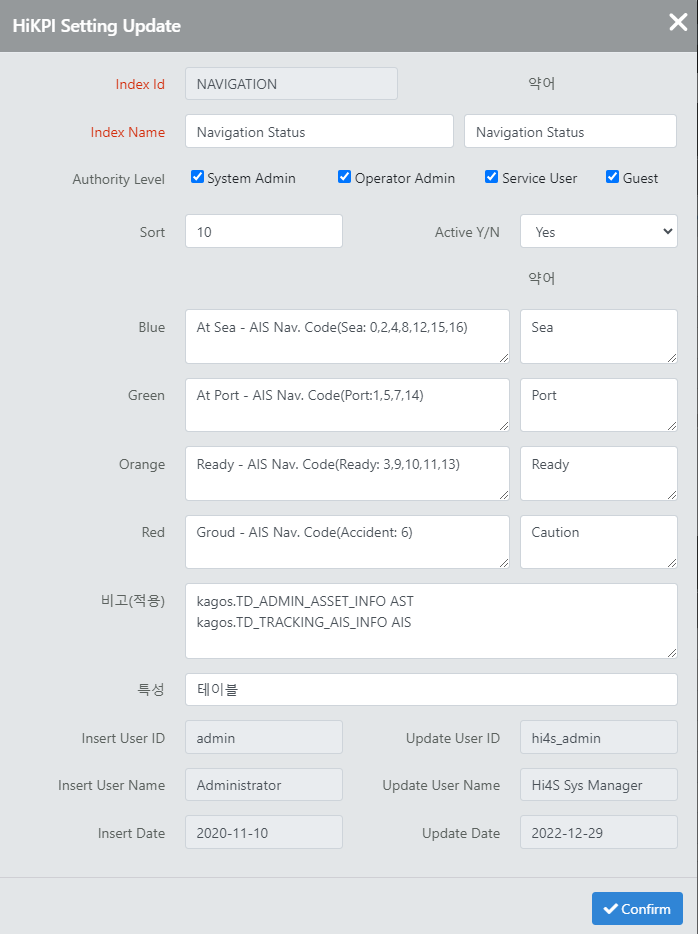 HiKPI Setting Update
Index Id NAVIGATION 약어
Index Name Navigation Status Navigation Status
Authority Level System Admin Operator Admin Service User Guest
Sort 10 Active Y/N Yes
약어
Blue At Sea - AIS Nav. Code(Sea: 0,2,4,8,12,15,16) Sea
Green At Port - AIS Nav. Code(Port:1,5,7,14) Port
Orange Ready - AIS Nav. Code(Ready: 3,9,10,11,13) Ready
Red Groud - AIS Nav. Code(Accident: 6) Caution
비고(적용) kagos.TD_ADMIN_ASSET_INFO AST
kagos.TD_TRACKING_AIS_INFO AIS
특성 테이블
Insert User ID admin Update User ID hi4s_admin
Insert User Name Administrator Update User Name Hi4S Sys Manager
Insert Date 2020-11-10 Update Date 2022-12-29
Confirm